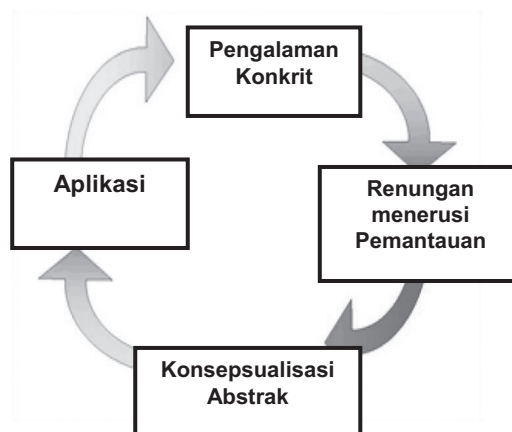 Pengalaman
Konkrit
Aplikasi
Renungan
menerusi
Pemantauan
Konsepsualisasi
Abstrak